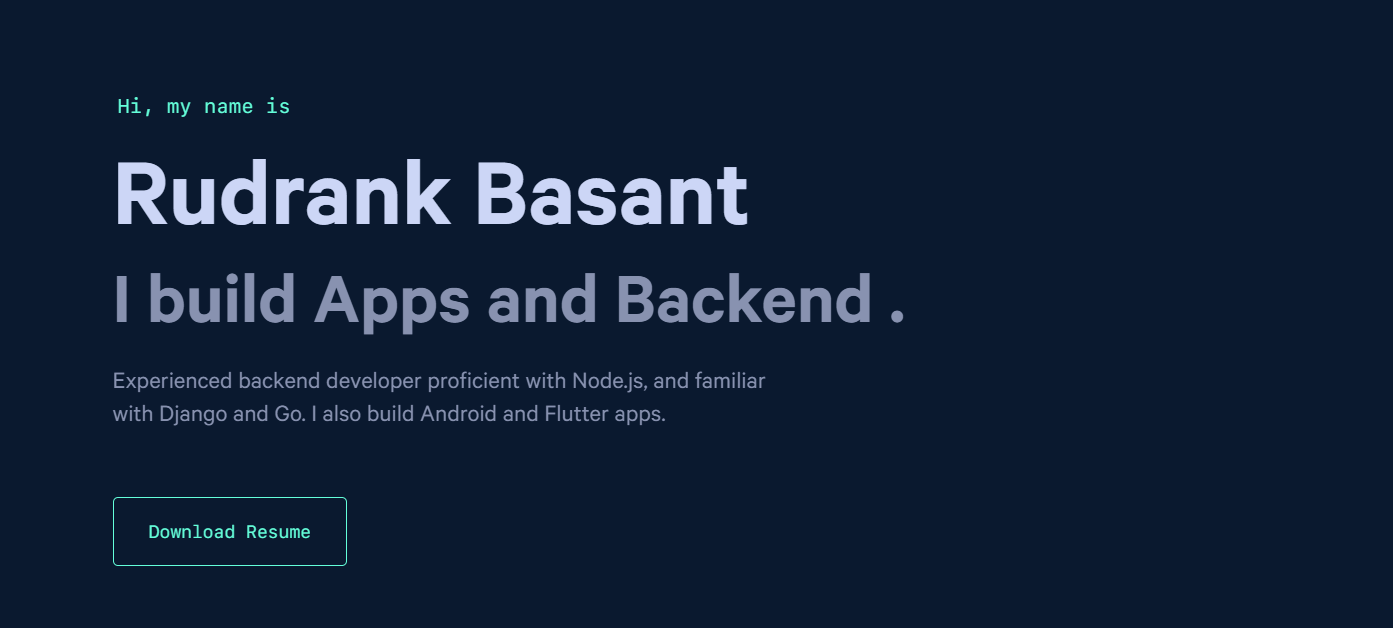 Hi, my name is
Rudrank Basant
I build Apps and Backend .
Experienced backend developer proficient with Node.js, and familiar
with Django and Go. I also build Android and Flutter apps.
Download Resume